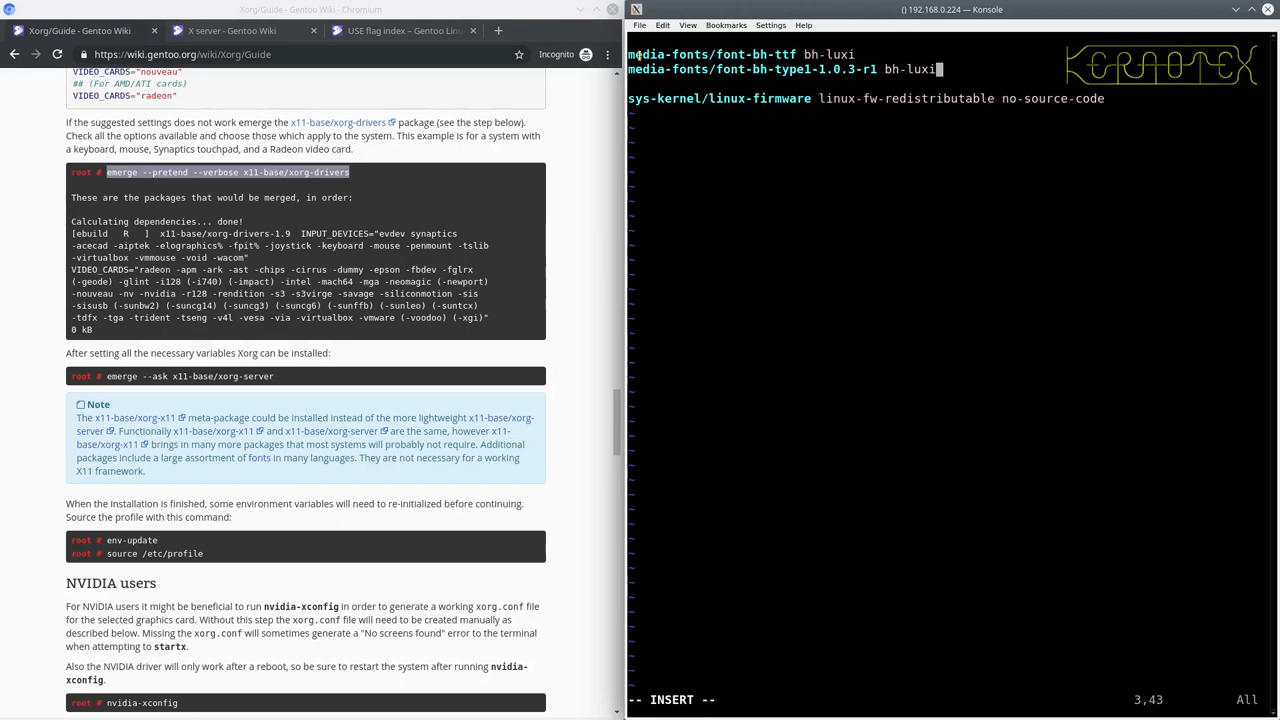 Xorg/Guide - Gentoo Wiki - Chromium
Xorg/Guide - Gentoo Wiki
X server - Gentoo Wiki
USE flag index – Gentoo Lin
https://wiki.gentoo.org/wiki/Xorg/Guide
Incognito
VIDEO_CARDS="nouveau"
## (For AMD/ATI cards)
VIDEO_CARDS="radeon"
If the suggested settings does not work emerge the x11-base/xorg-drivers package (see the step below).
Check all the options available and choose those which apply to the system. This example is for a system with
a keyboard, mouse, Synaptics touchpad, and a Radeon video card.
root # emerge --pretend --verbose x11-base/xorg-drivers
These are the packages that would be merged, in order:
Calculating dependencies... done!
[ebuild   R   ]  x11-base/xorg-drivers-1.9  INPUT_DEVICES="evdev synaptics
-acecad -aiptek -elographics% -fpit% -joystick -keyboard -mouse -penmount -tslib
-virtualbox -vmmouse -void -wacom"
VIDEO_CARDS="radeon -apm -ark -ast -chips -cirrus -dummy -epson -fbdev -fglrx
(-geode) -glint -i128 (-i740) (-impact) -intel -mach64 -mga -neomagic (-newport)
-nouveau -nv -nvidia -r128 -rendition -s3 -s3virge -savage -siliconmotion -sis
-sisusb (-sunbw2) (-suncg14) (-suncg3) (-suncg6) (-sunffb) (-sunleo) (-suntcx)
-tdfx -tga -trident -tseng -v4l -vesa -via -virtualbox -vmware (-voodoo) (-xgi)"
0 kB
After setting all the necessary variables Xorg can be installed:
root # emerge --ask x11-base/xorg-server
Note
The x11-base/xorg-x11 meta-package could be installed instead of the more lightweight x11-base/xorg-
server. Functionally x11-base/xorg-x11 and x11-base/xorg-server are the same, however x11-
base/xorg-x11 brings in many more packages that most systems will probably not require. Additional
packages include a large assortment of fonts in many languages. They are not necessary for a working
X11 framework.
When the installation is finished, some environment variables will need to re-initialized before continuing.
Source the profile with this command:
root # env-update
root # source /etc/profile
NVIDIA users
For NVIDIA users it might be beneficial to run nvidia-xconfig in order to generate a working xorg.conf file
for the selected graphics card. Without this step the xorg.conf file will need to be created manually as
described below. Missing the xorg.conf will sometimes generate a "No screens found" error to the terminal
when attempting to startx.
Also the NVIDIA driver will only work after a reboot, so be sure to restart the system after running nvidia-
xconfig.
root # nvidia-xconfig
() 192.168.0.224 — Konsole
File Edit View Bookmarks Settings Help
media-fonts/font-bh-ttf bh-luxi
media-fonts/font-bh-type1-1.0.3-r1 bh-luxi
sys-kernel/linux-firmware linux-fw-redistributable no-source-code
-- INSERT --
3,43
All